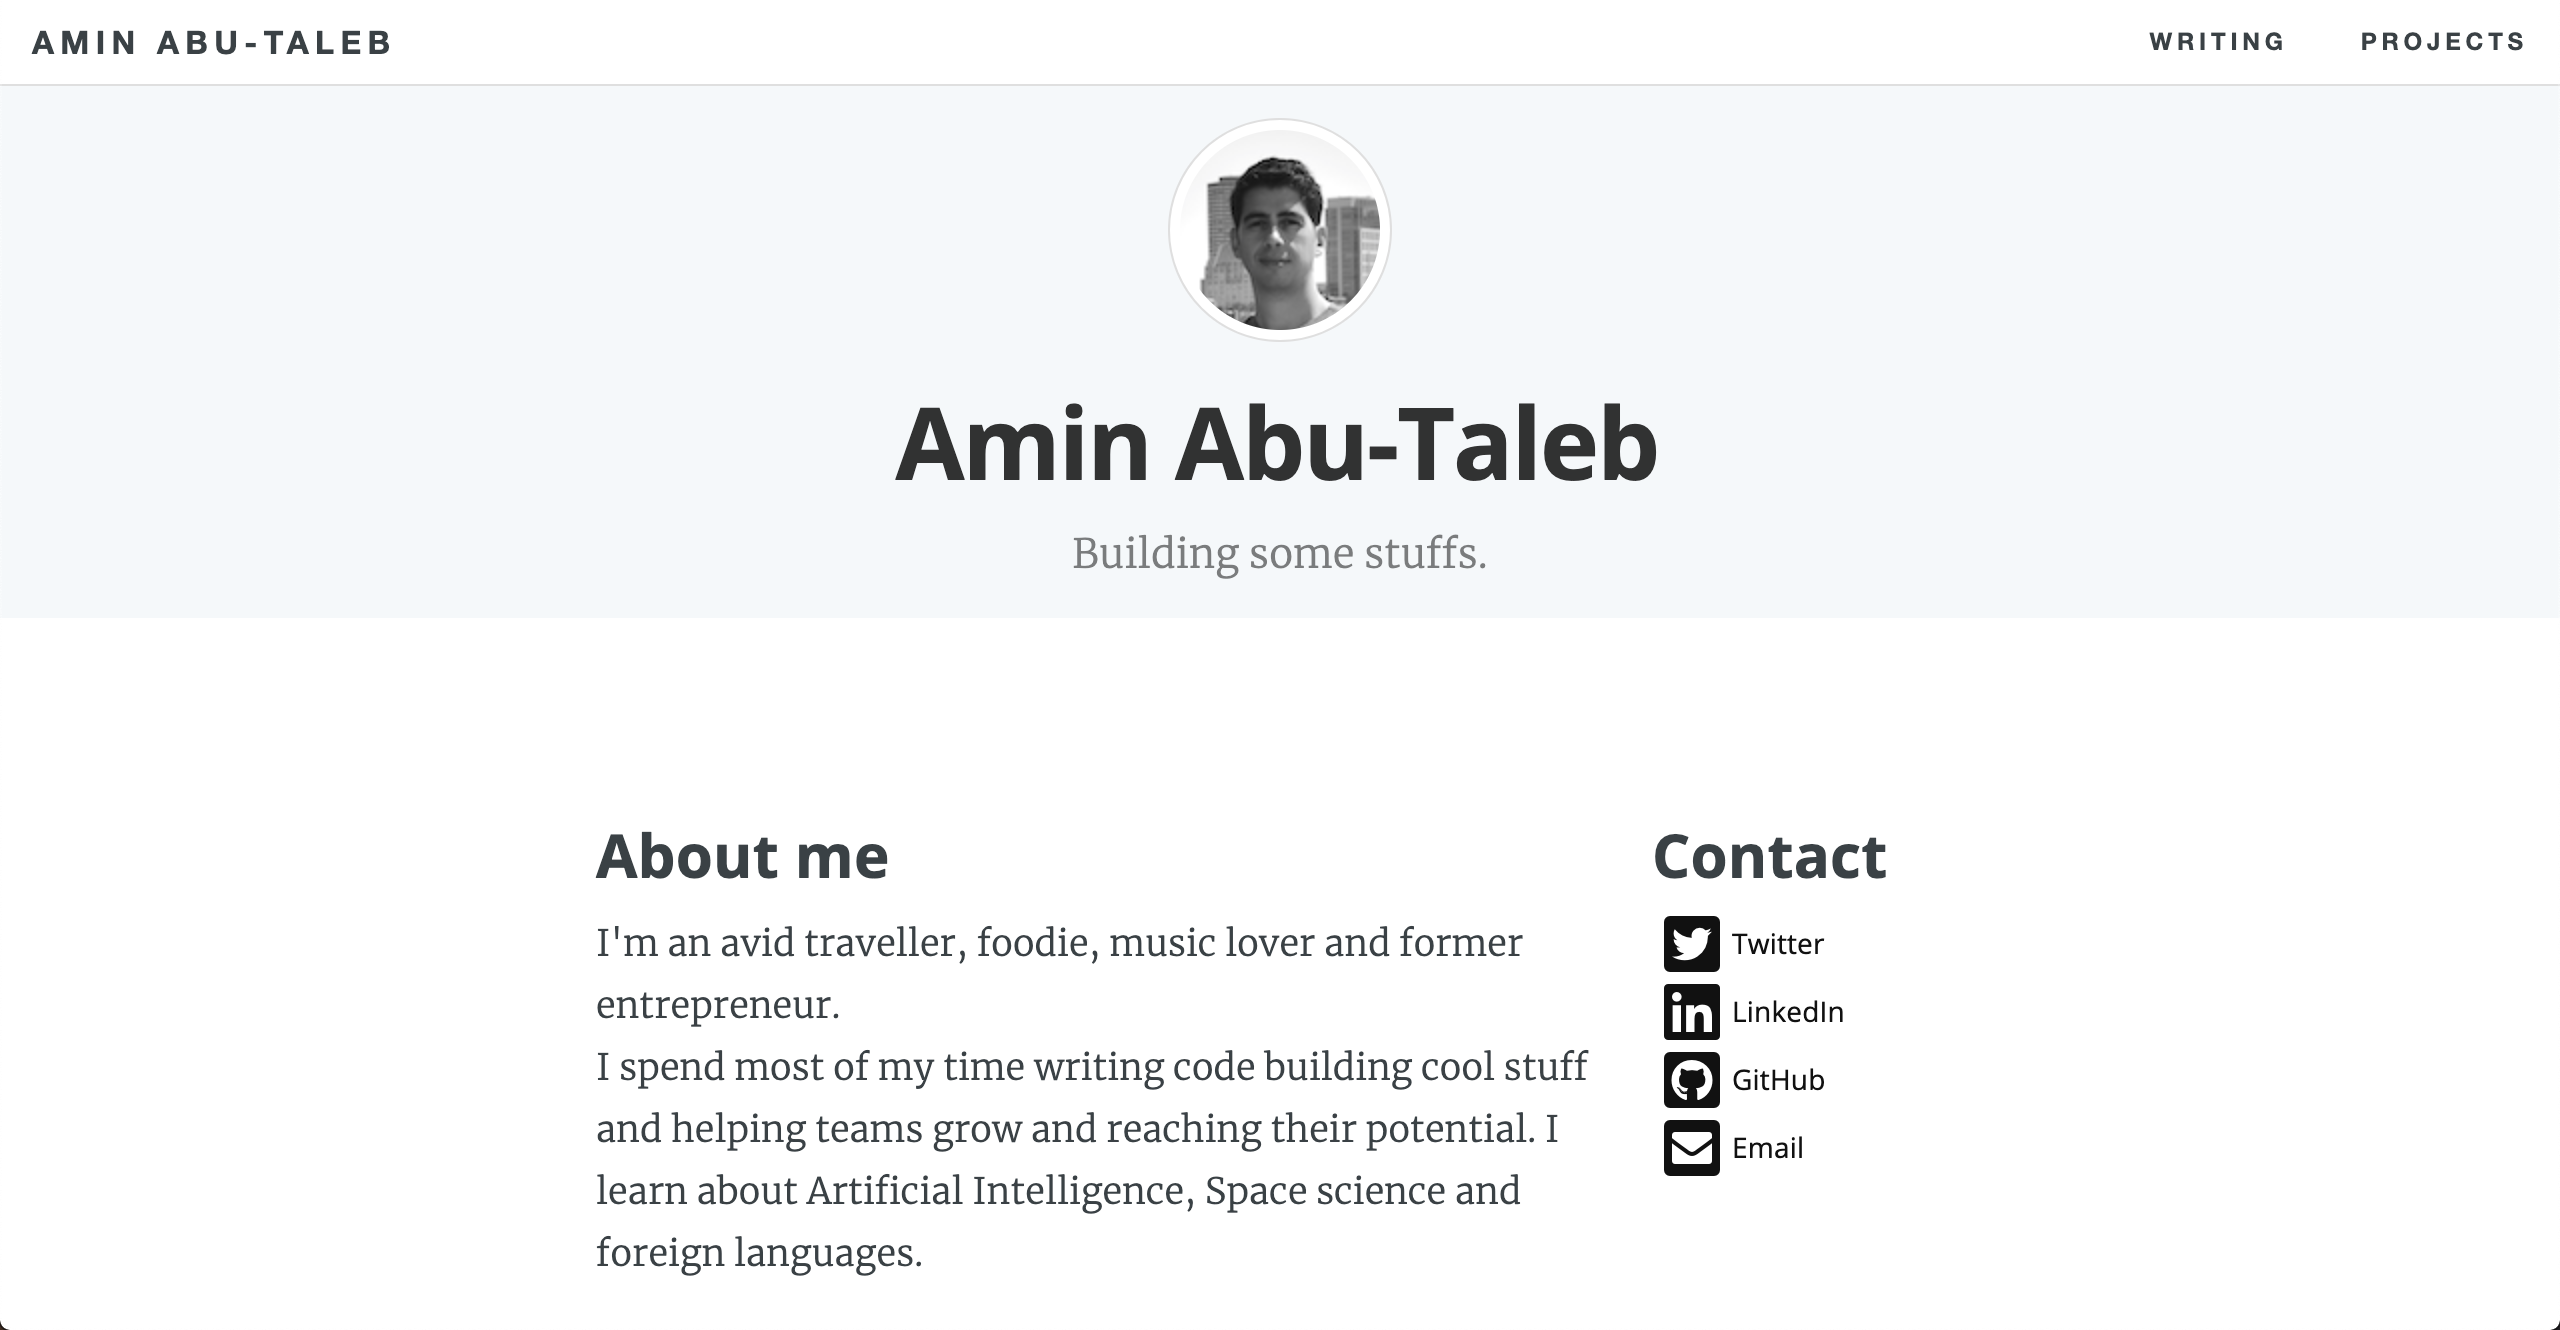 AMIN ABU-TALEB
WRITING
PROJECTS
Amin Abu-Taleb
Building some stuffs.
About me
I'm an avid traveller, foodie, music lover and former
entrepreneur.
I spend most of my time writing code building cool stuff
and helping teams grow and reaching their potential. I
learn about Artificial Intelligence, Space science and
foreign languages.
Contact
Twitter
LinkedIn
GitHub
Email